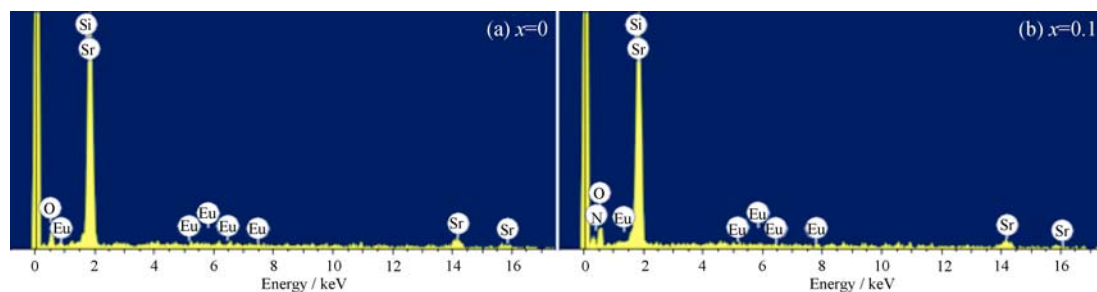 (a) x=0
Si
Sr
O
Eu
Eu
Eu
Eu
Eu
Sr
Sr
0 2 4 6 8 10 12 14 16
Energy / keV
(b) x=0.1
Si
Sr
O
N
Eu
Eu
Eu
Eu
Eu
Sr
Sr
0 2 4 6 8 10 12 14 16
Energy / keV